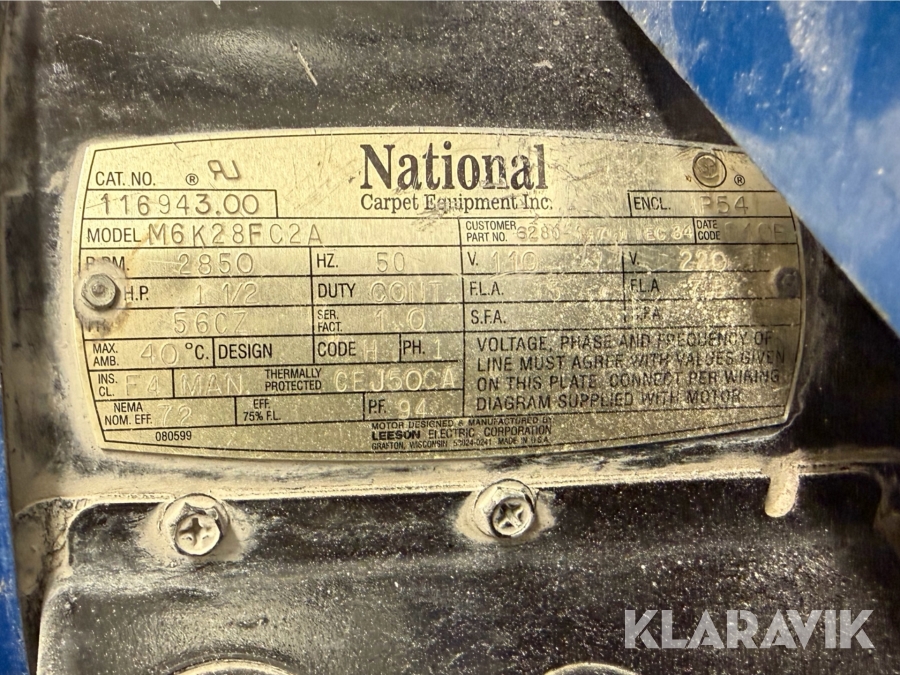 National
Carpet Equipment Inc.
CAT. NO. ®
116943.00
ENCL. P54
MODEL M6K28FC2A
CUSTOMER PART NO.
DATE CODE
2850
HZ. 50
V. 110
V. 220
H.P. 1 1/2
DUTY CONT
F.L.A.
F.L.A
56CZ
SER. FACT. 1.0
S.F.A.
MAX. AMB. 40 °C.
DESIGN
CODE H
PH. 1
INS. CL. F4
MAN.
THERMALLY PROTECTED CEJ50CA
NEMA NOM. EFF. 72
EFF. 75% F.L.
P.F. 94
VOLTAGE, PHASE AND FREQUENCY OF
LINE MUST AGREE WITH VALUES GIVEN
ON THIS PLATE. CONNECT PER WIRING
DIAGRAM SUPPLIED WITH MOTOR
080599
MOTOR DESIGNED & MANUFACTURED BY
LEESON ELECTRIC CORPORATION
GRAFTON, WISCONSIN 53024-0241 MADE IN U.S.A.
KLARAVIK